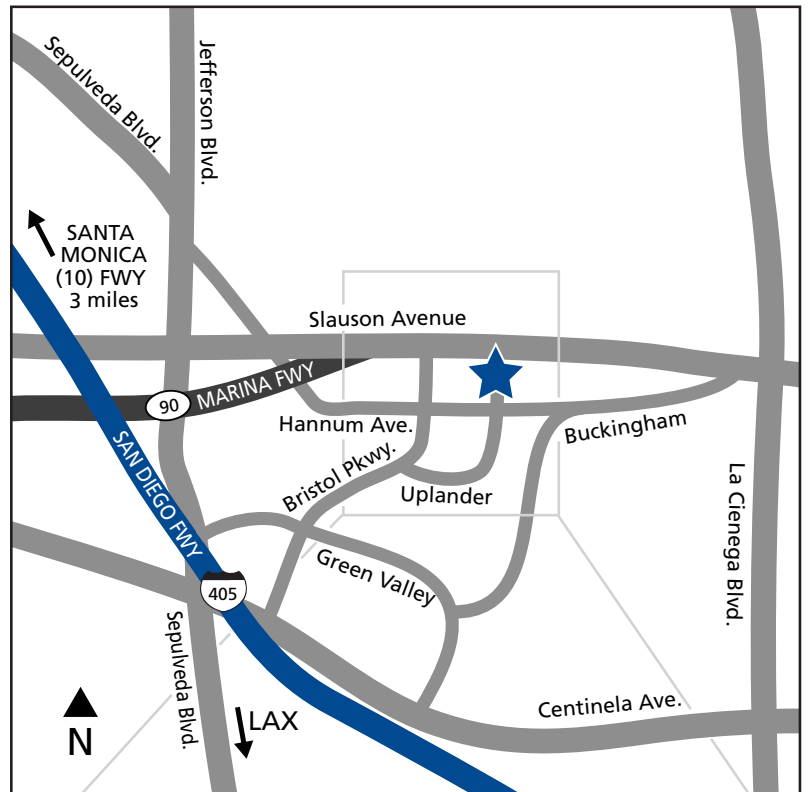 Sepulveda Blvd.
Jefferson Blvd.
SANTA
MONICA
(10) FWY
3 miles
Slauson Avenue
90
MARINA FWY
Hannum Ave.
Buckingham
Bristol Pkwy.
Uplander
SAN DIEGO FWY
Green Valley
La Cienega Blvd.
405
Sepulveda Blvd.
Centinela Ave.
LAX
N